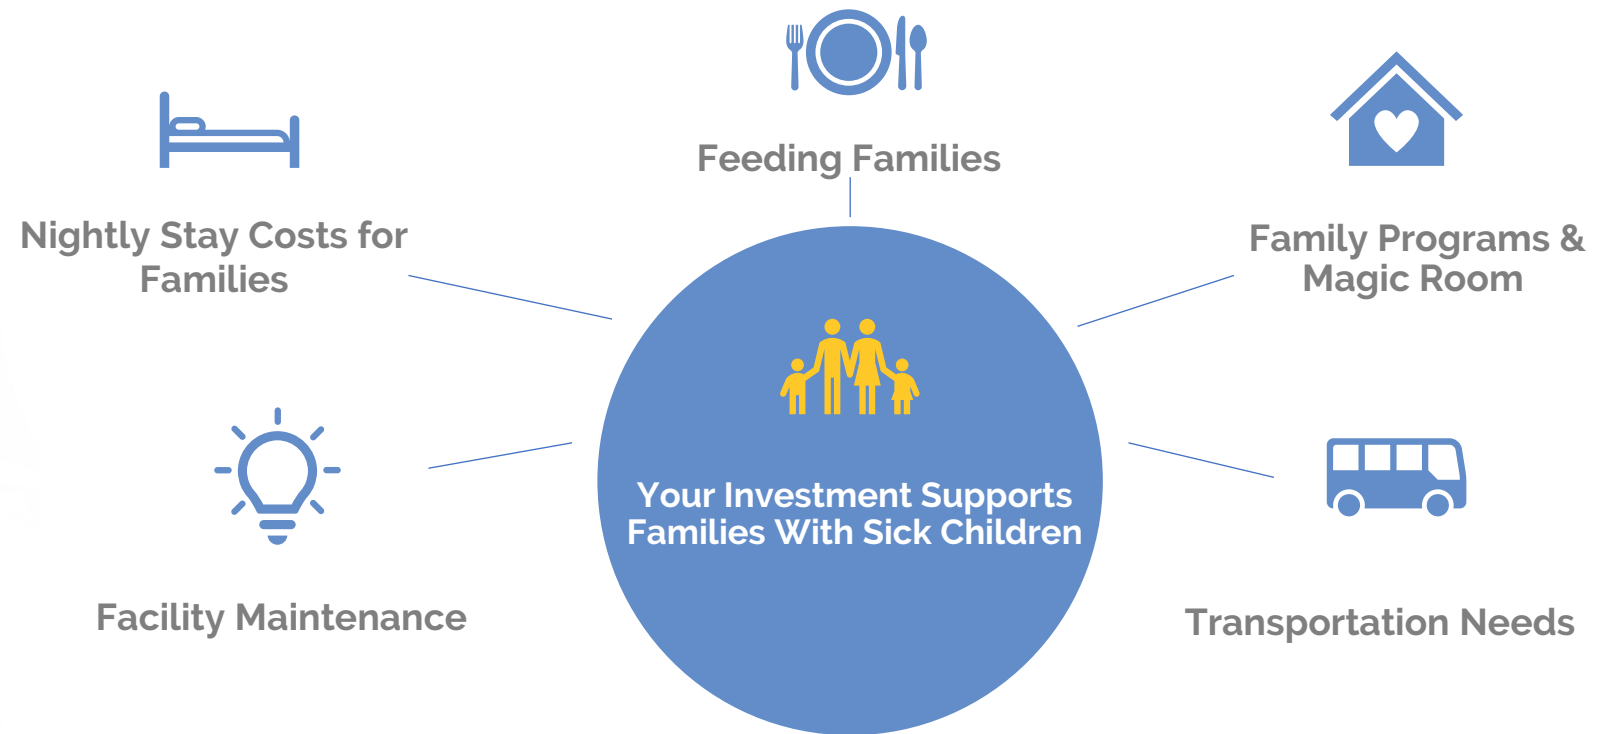 Feeding Families
Nightly Stay Costs for
Families
Family Programs &
Magic Room
Your Investment Supports
Families With Sick Children
Facility Maintenance
Transportation Needs